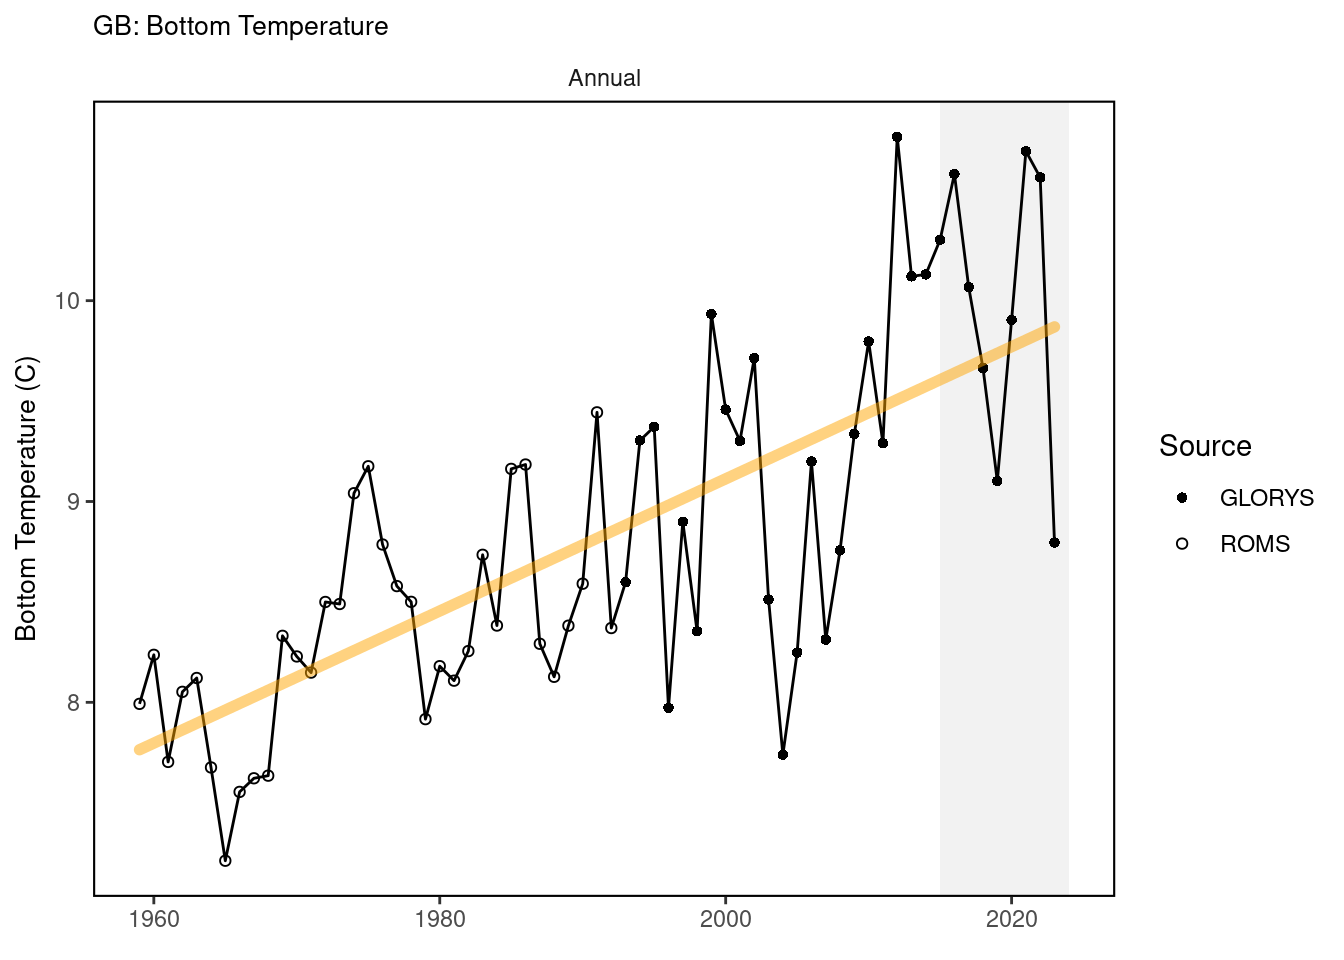 GB: Bottom Temperature
Annual
Bottom Temperature (C)
10
9
8
1960
1980
2000
2020
Source
GLORYS
ROMS